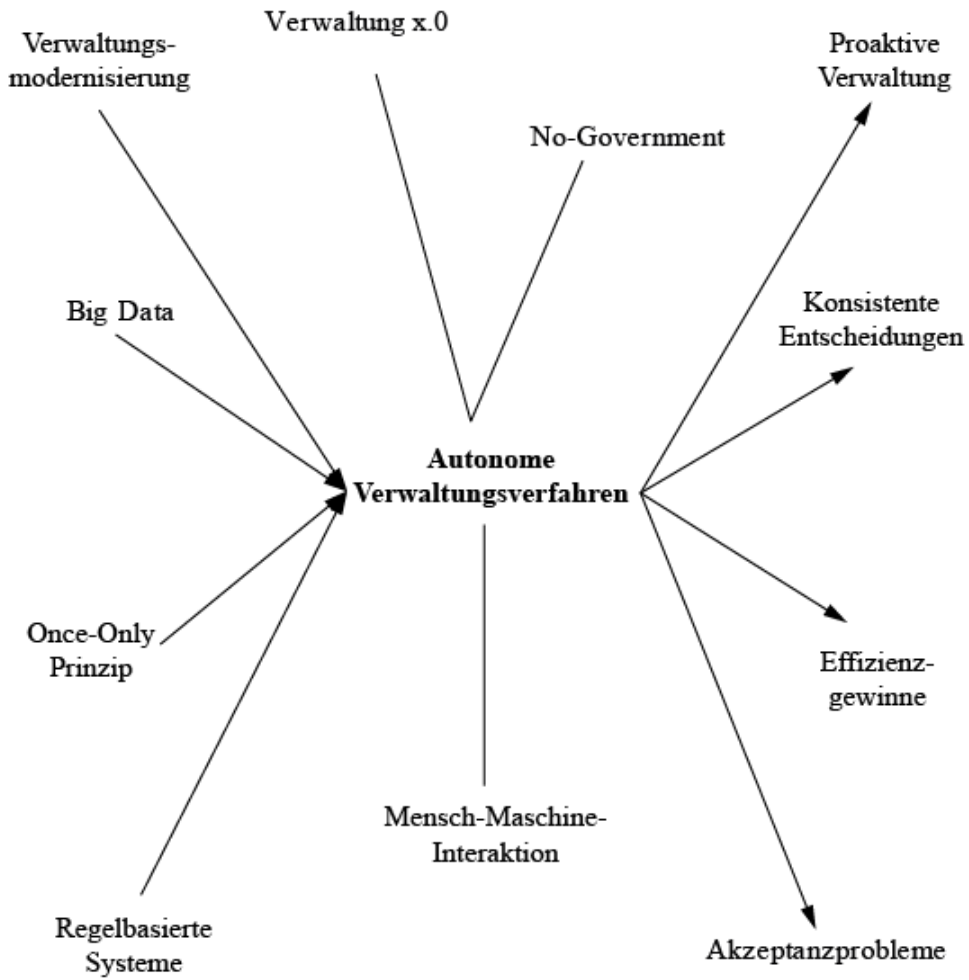 Verwaltung x.0
Verwaltungs-
modernisierung
Proaktive
Verwaltung
No-Government
Big Data
Konsistente
Entscheidungen
Autonome
Verwaltungsverfahren
Once-Only
Prinzip
Effizienz-
gewinne
Mensch-Maschine-
Interaktion
Regelbasierte
Systeme
Akzeptanzprobleme